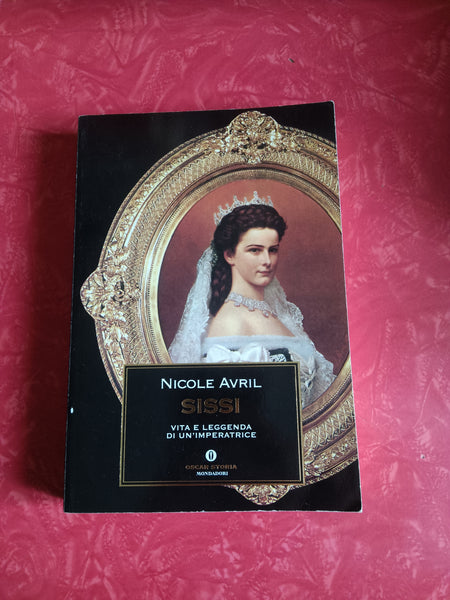 NICOLE AVRIL
SISSI
VITA E LEGGENDA
DI UN'IMPERATRICE
OSCAR STORIA
MONDADORI